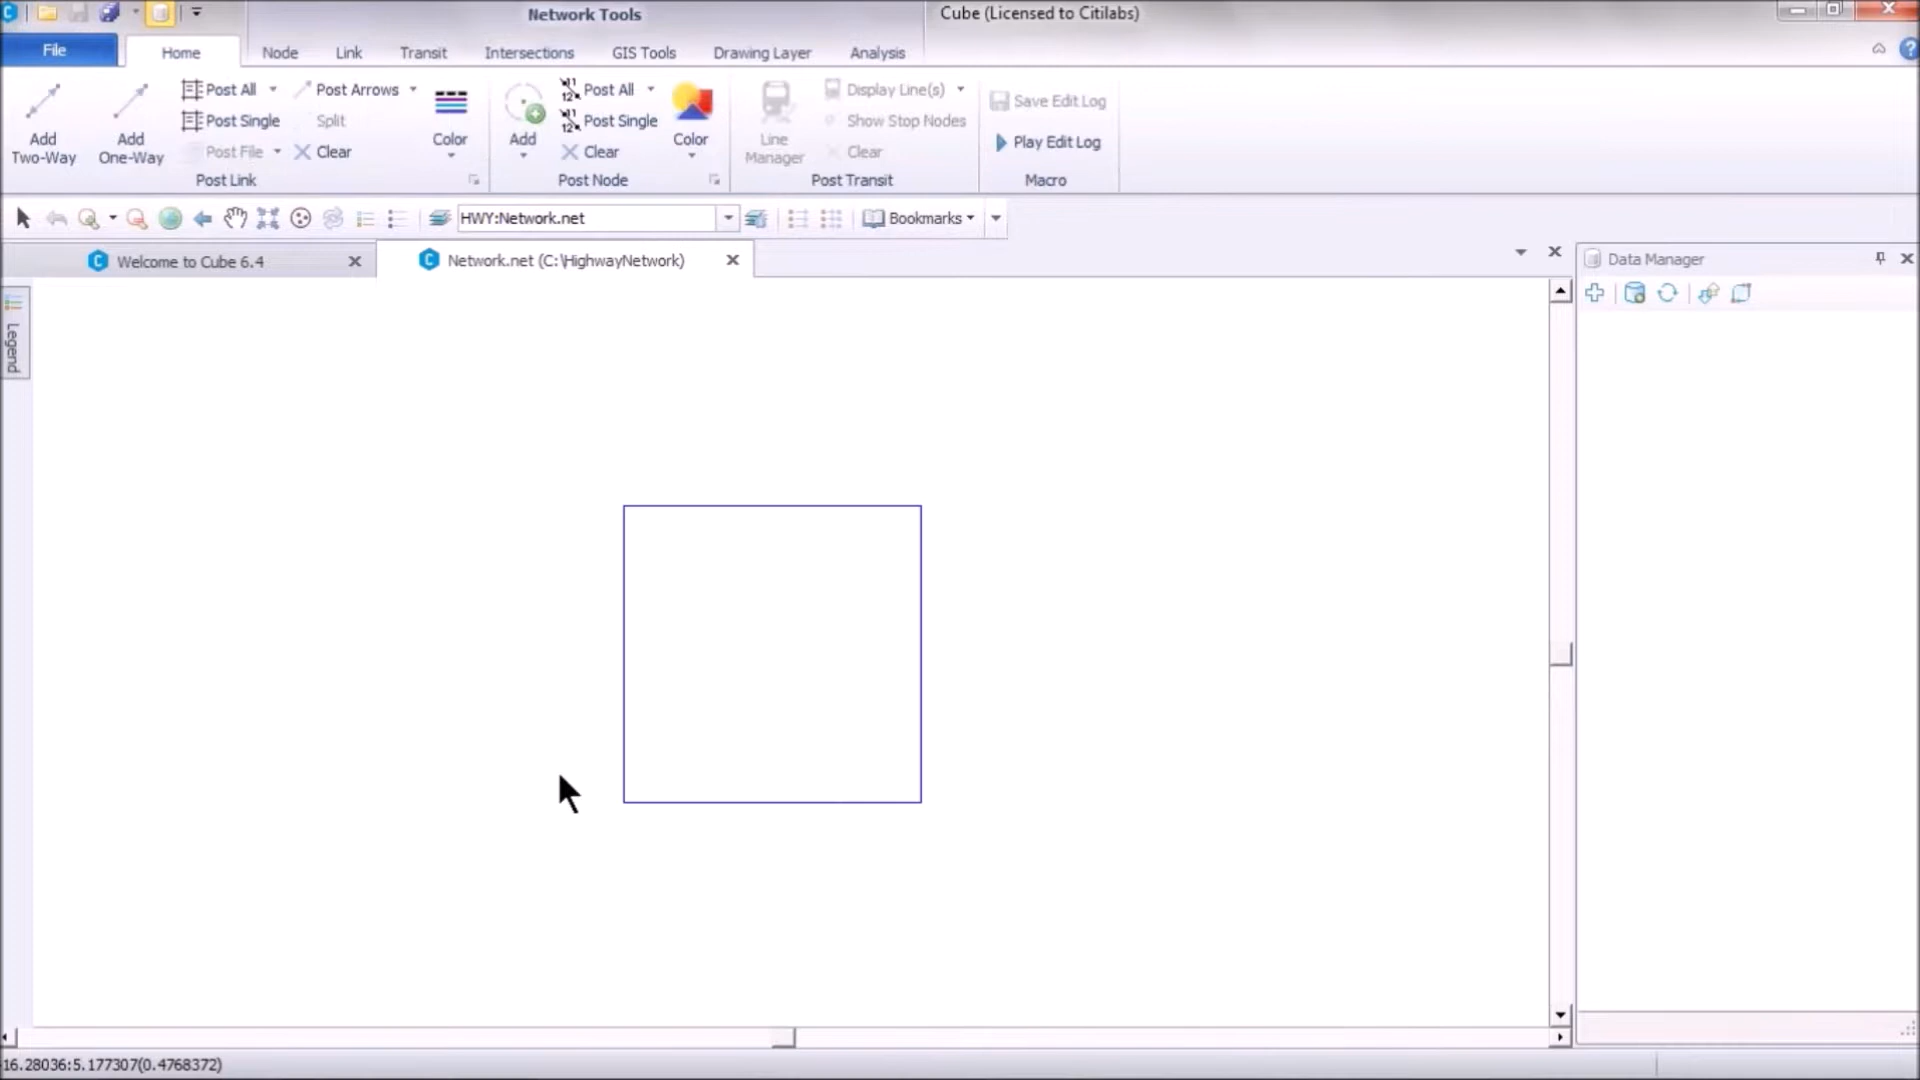 Network Tools
Cube (Licensed to Citilabs)
File
Home
Node
Link
Transit
Intersections
GIS Tools
Drawing Layer
Analysis
Add
Two-Way
Add
One-Way
Post All
Post Single
Post File
Post Arrows
Split
Clear
Color
Post Link
Add
Post All
Post Single
Clear
Color
Post Node
Line
Manager
Display Line(s)
Show Stop Nodes
Clear
Post Transit
Save Edit Log
Play Edit Log
Macro
HWY:Network.net
Bookmarks
Welcome to Cube 6.4
Network.net (C:\HighwayNetwork)
Data Manager
Legend
16.28036:5.177307(0.4768372)